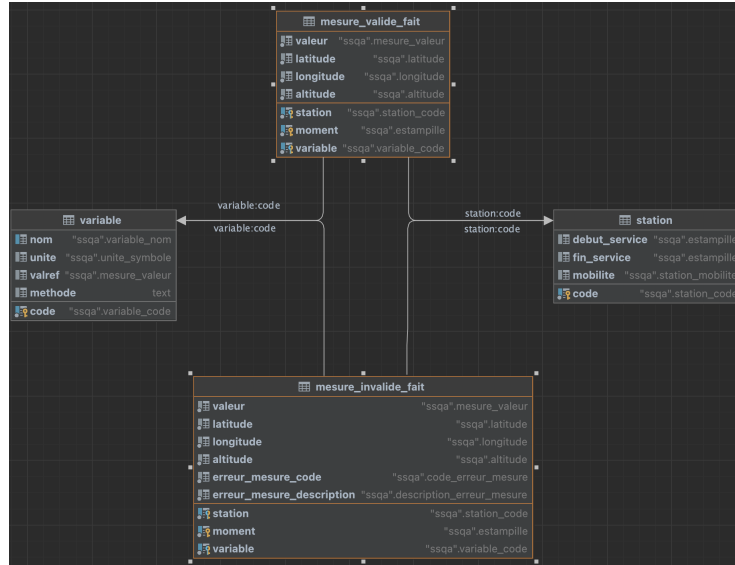 mesure_valide_fait
valeur "ssqa".mesure_valeur
latitude "ssqa".latitude
longitude "ssqa".longitude
altitude "ssqa".altitude
station "ssqa".station_code
moment "ssqa".estampille
variable "ssqa".variable_code
variable:code
variable:code
station:code
station:code
variable
nom "ssqa".variable_nom
unite "ssqa".unite_symbole
valref "ssqa".mesure_valeur
methode text
code "ssqa".variable_code
station
debut_service "ssqa".estampille
fin_service "ssqa".estampille
mobilite "ssqa".station_mobilite
code "ssqa".station_code
mesure_invalide_fait
valeur "ssqa".mesure_valeur
latitude "ssqa".latitude
longitude "ssqa".longitude
altitude "ssqa".altitude
erreur_mesure_code "ssqa".code_erreur_mesure
erreur_mesure_description "ssqa".description_erreur_mesure
station "ssqa".station_code
moment "ssqa".estampille
variable "ssqa".variable_code